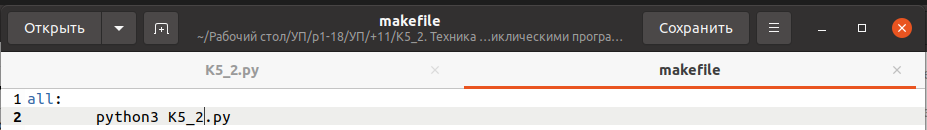 makefile
Открыть
~/Рабочий стол/УП/р1-18/УП/+11/К5_2. Техника ...иклическими програ...
Сохранить
K5_2.py
makefile
1 all:
2 python3 K5_2.py